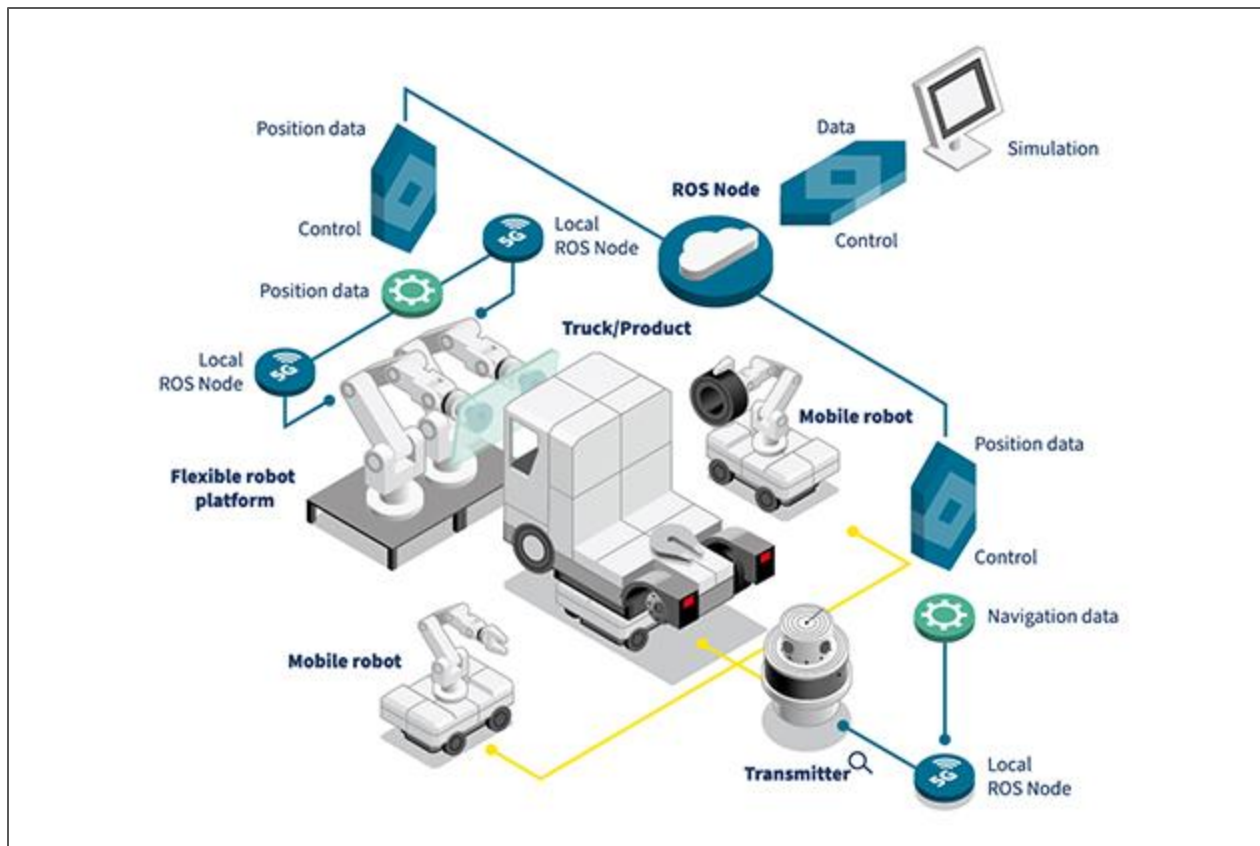 Position data
Control
Data
Simulation
ROS Node
Control
5G
Local
ROS Node
Position data
Truck/Product
Local
ROS Node
5G
Mobile robot
Flexible robot
platform
Position data
Control
Navigation data
Mobile robot
Transmitter
5G
Local
ROS Node